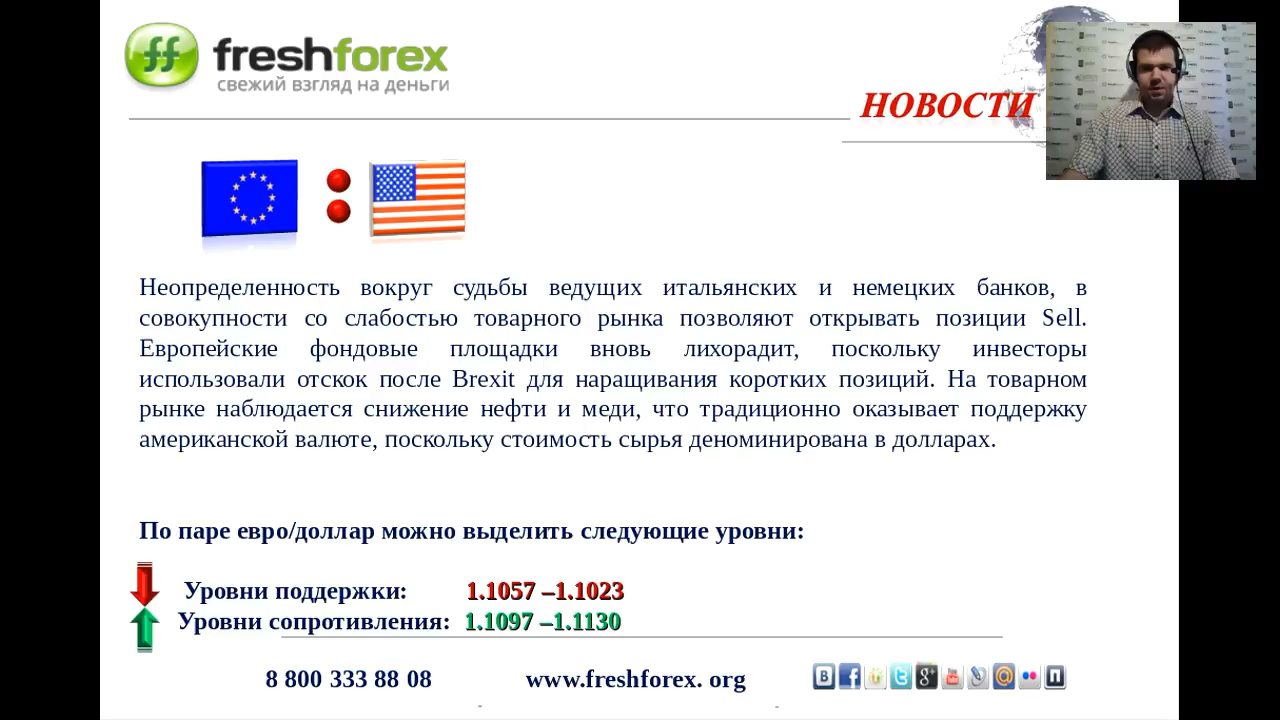 freshforex
свежий взгляд на деньги
НОВОСТИ
Неопределенность вокруг судьбы ведущих итальянских и немецких банков, в
совокупности со слабостью товарного рынка позволяют открывать позиции Sell.
Европейские фондовые площадки вновь лихорадит, поскольку инвесторы
использовали отскок после Brexit для наращивания коротких позиций. На товарном
рынке наблюдается снижение нефти и меди, что традиционно оказывает поддержку
американской валюте, поскольку стоимость сырья деноминирована в долларах.
По паре евро/доллар можно выделить следующие уровни:
Уровни поддержки: 1.1057 –1.1023
Уровни сопротивления: 1.1097 –1.1130
8 800 333 88 08 www.freshforex. org